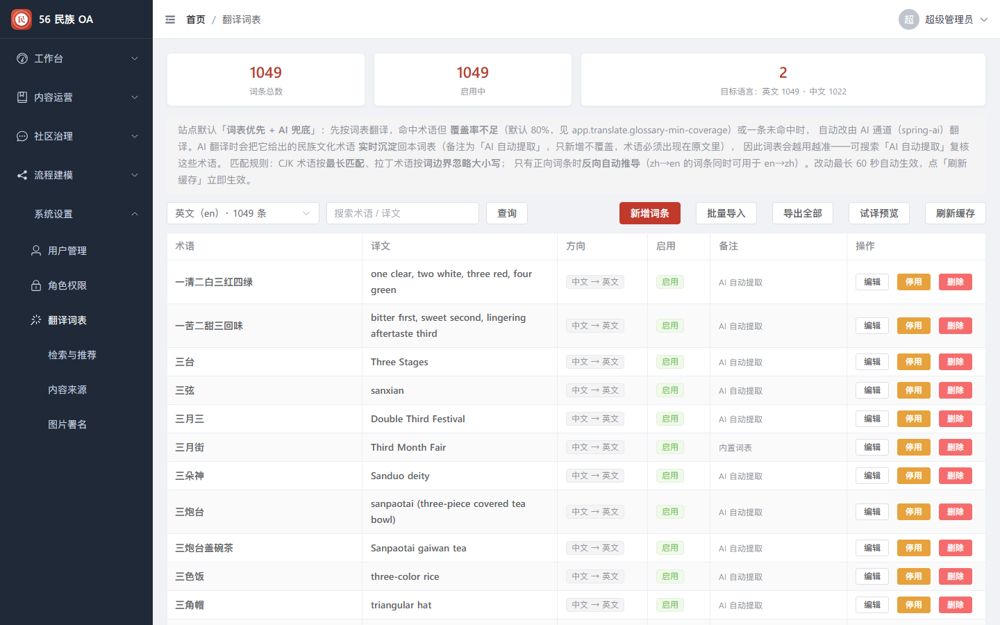 民
56 民族 OA
首页 / 翻译词表
超
超级管理员
工作台
内容运营
社区治理
流程建模
系统设置
用户管理
角色权限
翻译词表
检索与推荐
内容来源
图片署名
1049
词条总数
1049
启用中
2
目标语言：英文 1049 · 中文 1022
站点默认「词表优先 + AI 兜底」：先按词表翻译，命中术语但 覆盖率不足（默认 80%，见 app.translate.glossary-min-coverage）或一条未命中时， 自动改由 AI 通道（spring-ai）翻
译。AI 翻译时会把它给出的民族文化术语 实时沉淀回本词表（备注为「AI 自动提取」，只新增不覆盖，术语必须出现在原文里）， 因此词表会越用越准——可搜索「AI 自动提取」复核
这些术语。 匹配规则：CJK 术语按最长匹配、拉丁术语按词边界忽略大小写； 只有正向词条时反向自动推导（zh→en 的词条同时可用于 en→zh）。改动最长 60 秒自动生效，点「刷新
缓存」立即生效。
英文（en）· 1049 条
搜索术语 / 译文
查询
新增词条
批量导入
导出全部
试译预览
刷新缓存
术语 译文 方向 启用 备注 操作
一清二白三红四绿 one clear, two white, three red, four
green 中文 → 英文 启用 AI 自动提取 编辑 停用 删除
一苦二甜三回味 bitter first, sweet second, lingering
aftertaste third 中文 → 英文 启用 AI 自动提取 编辑 停用 删除
三台 Three Stages 中文 → 英文 启用 AI 自动提取 编辑 停用 删除
三弦 sanxian 中文 → 英文 启用 AI 自动提取 编辑 停用 删除
三月三 Double Third Festival 中文 → 英文 启用 AI 自动提取 编辑 停用 删除
三月街 Third Month Fair 中文 → 英文 启用 内置词表 编辑 停用 删除
三朵神 Sanduo deity 中文 → 英文 启用 AI 自动提取 编辑 停用 删除
三炮台 sanpaotai (three-piece covered tea
bowl) 中文 → 英文 启用 AI 自动提取 编辑 停用 删除
三炮台盖碗茶 Sanpaotai gaiwan tea 中文 → 英文 启用 AI 自动提取 编辑 停用 删除
三色饭 three-color rice 中文 → 英文 启用 AI 自动提取 编辑 停用 删除
三角帽 triangular hat 中文 → 英文 启用 AI 自动提取 编辑 停用 删除